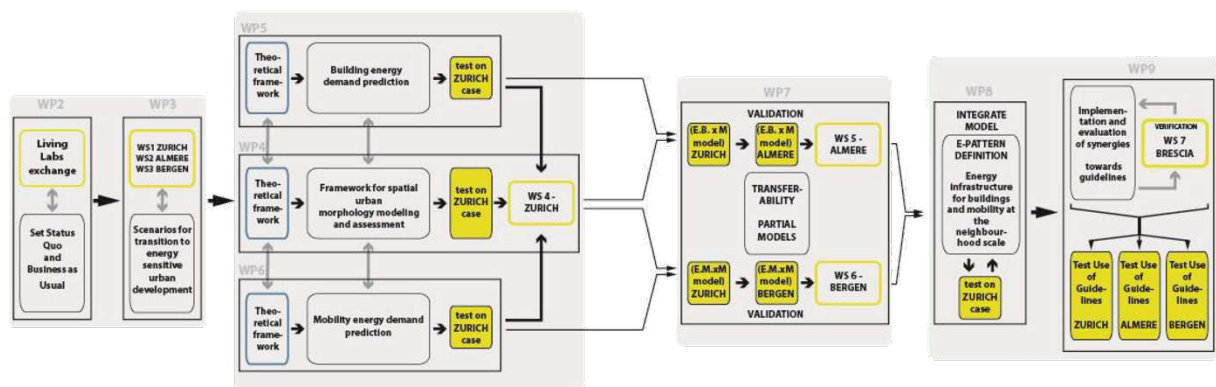 WP2
Living
Labs
exchange
Set Status
Quo
and
Business as
Usual
WP3
WS1 ZURICH
WS2 ALMERE
WS3 BERGEN
Scenarios for
transition to
energy
sensitive
urban
development
WP5
Theo-
retical
frame-
work
Building energy
demand prediction
test on
ZURICH
case
WP4
Theo-
retical
frame-
work
Framework for spatial
urban
morphology modeling
and assessment
test on
ZURICH
case
WS 4 -
ZURICH
WP6
Theo-
retical
frame-
work
Mobility energy demand
prediction
test on
ZURICH
case
WP7
VALIDATION
(E.B. x M
model)
ZURICH
(E.B. x M
model)
ALMERE
WS 5 -
ALMERE
TRANSFER-
ABILITY
PARTIAL
MODELS
(E.M.xM
model)
ZURICH
(E.M.xM
model)
BERGEN
WS 6 -
BERGEN
VALIDATION
WP8
INTEGRATE
MODEL
E-PATTERN
DEFINITION
Energy
infrastructure
for buildings
and mobility at
the
neighbour-
hood scale
test on
ZURICH
case
WP9
Implemen-
tation and
evaluation
of synergies
towards
guidelines
VERIFICATION
WS 7
BRESCIA
Test Use
of
Guide-
lines
ZURICH
Test Use
of
Guide-
lines
ALMERE
Test Use
of
Guide-
lines
BERGEN